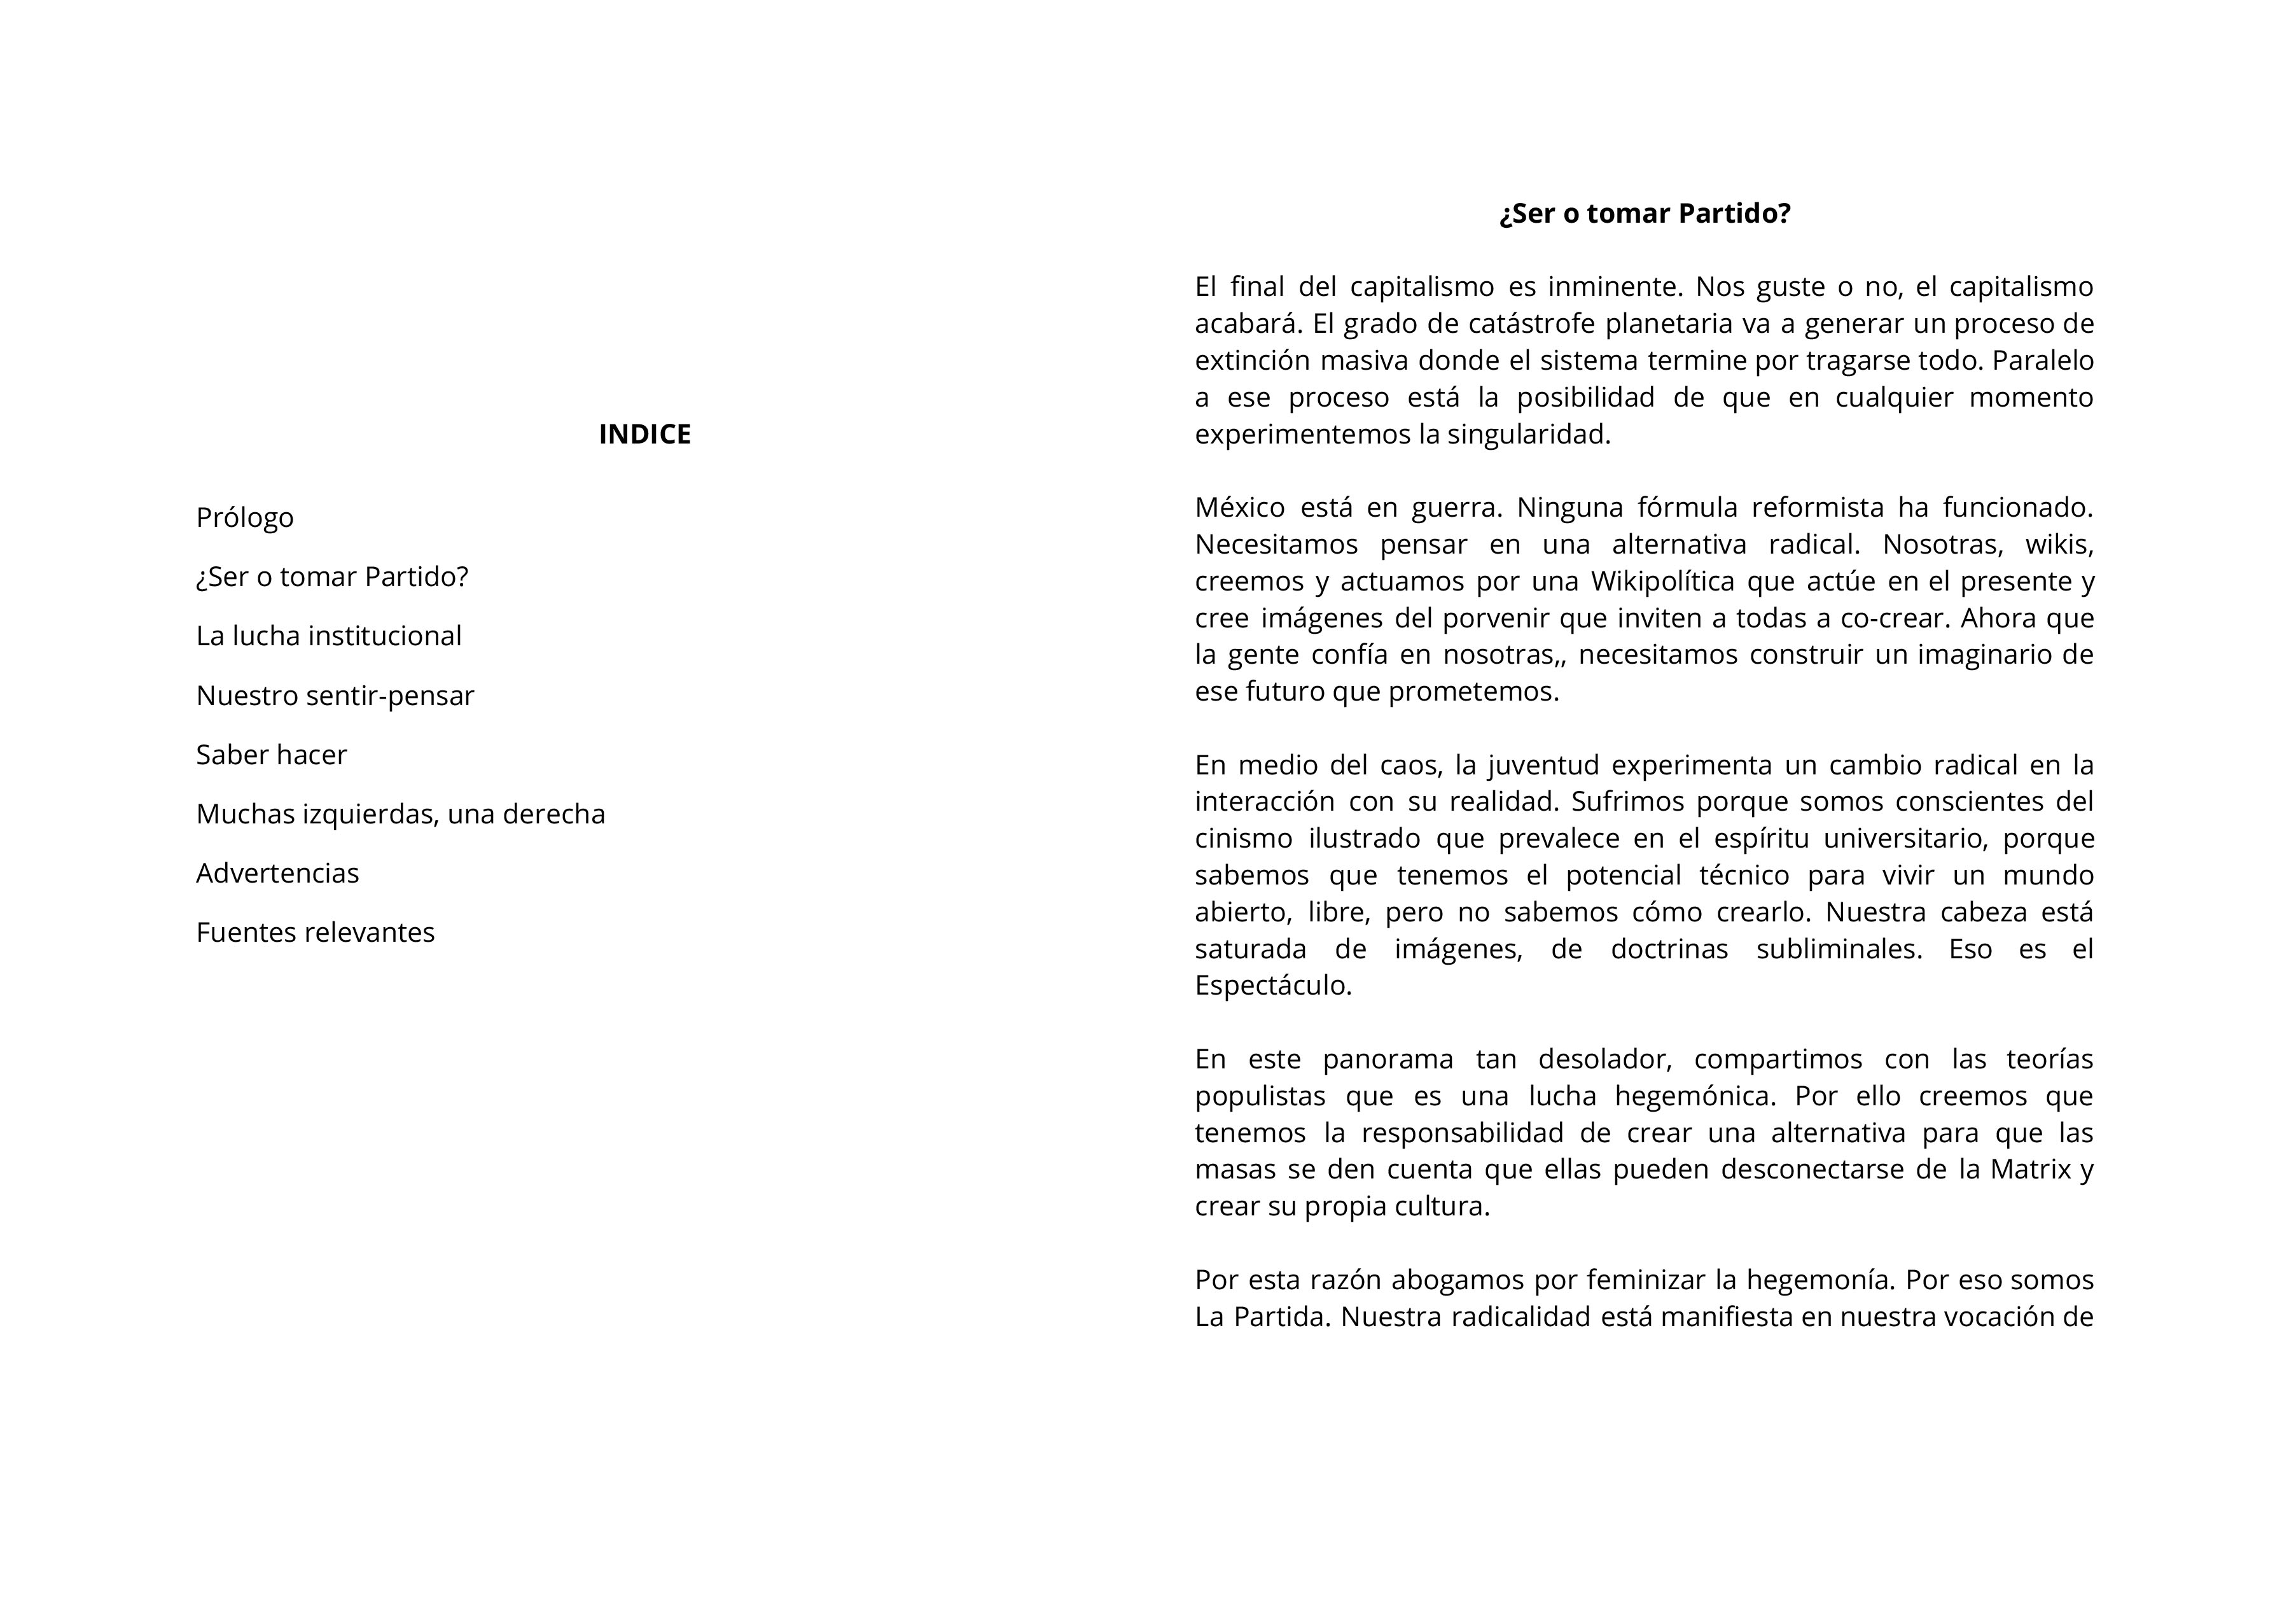 INDICE
Prólogo
¿Ser o tomar Partido?
La lucha institucional
Nuestro sentir-pensar
Saber hacer
Muchas izquierdas, una derecha
Advertencias
Fuentes relevantes
¿Ser o tomar Partido?
El final del capitalismo es inminente. Nos guste o no, el capitalismo
acabará. El grado de catástrofe planetaria va a generar un proceso de
extinción masiva donde el sistema termine por tragarse todo. Paralelo
a ese proceso está la posibilidad de que en cualquier momento
experimentemos la singularidad.
México está en guerra. Ninguna fórmula reformista ha funcionado.
Necesitamos pensar en una alternativa radical. Nosotras, wikis,
creemos y actuamos por una Wikipolítica que actúe en el presente y
cree imágenes del porvenir que inviten a todas a co-crear. Ahora que
la gente confía en nosotras,, necesitamos construir un imaginario de
ese futuro que prometemos.
En medio del caos, la juventud experimenta un cambio radical en la
interacción con su realidad. Sufrimos porque somos conscientes del
cinismo ilustrado que prevalece en el espíritu universitario, porque
sabemos que tenemos el potencial técnico para vivir un mundo
abierto, libre, pero no sabemos cómo crearlo. Nuestra cabeza está
saturada de imágenes, de doctrinas subliminales. Eso es el
Espectáculo.
En este panorama tan desolador, compartimos con las teorías
populistas que es una lucha hegemónica. Por ello creemos que
tenemos la responsabilidad de crear una alternativa para que las
masas se den cuenta que ellas pueden desconectarse de la Matrix y
crear su propia cultura.
Por esta razón abogamos por feminizar la hegemonía. Por eso somos
La Partida. Nuestra radicalidad está manifiesta en nuestra vocación de